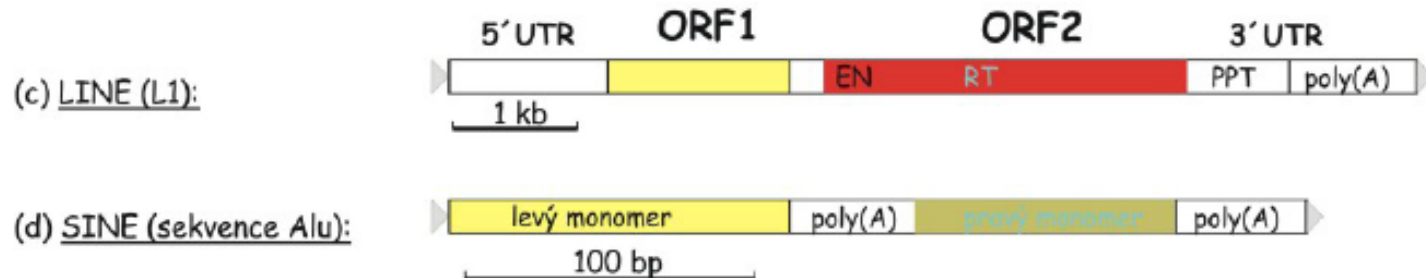 5´UTR ORF1 ORF2 3´UTR
(c) LINE (L1): EN RT PPT poly(A)
1 kb
(d) SINE (sekvence Alu): levý monomer poly(A) pravý monomer poly(A)
100 bp